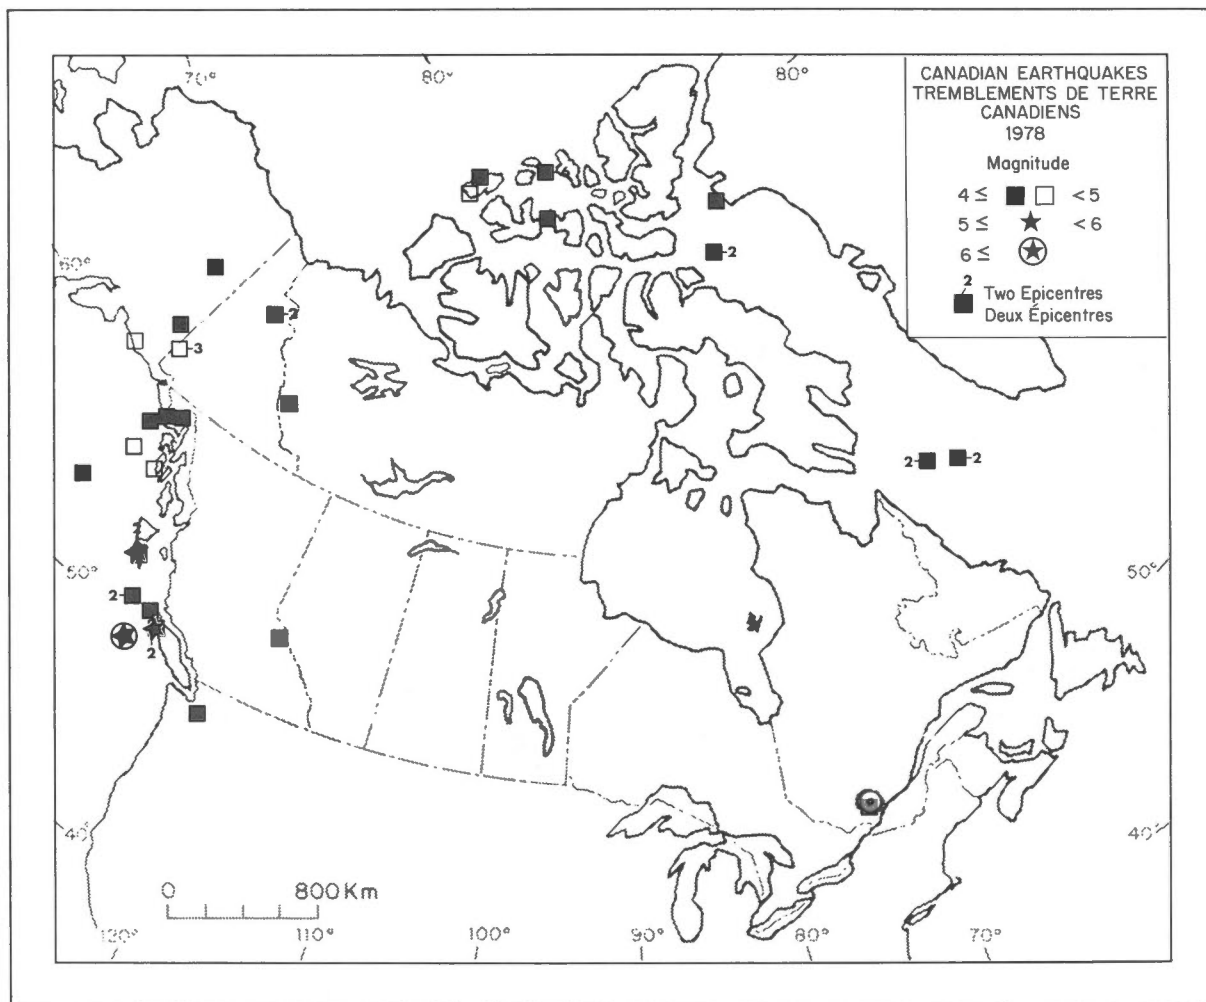 70°
80°
80°
CANADIAN EARTHQUAKES
TREMBLEMENTS DE TERRE
CANADIENS
1978
Magnitude
4 ≤ ■ □ < 5
5 ≤ ★ < 6
6 ≤
2
Two Epicentres
Deux Épicentres
60°
2
2
3
2
2
2
50°
50°
2
2
40°
40°
0 800 Km
120°
110°
100°
90°
80°
70°